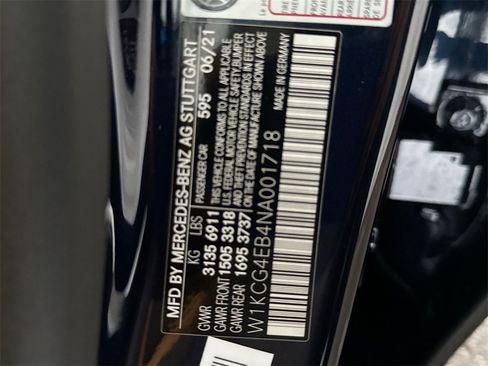 MFD BY MERCEDES-BENZ AG STUTTGART
PASSENGER CAR 595 06/21
KG LBS
GVWR 3135 6911
GAWR FRONT 1505 3318
GAWR REAR 1695 3737
THIS VEHICLE CONFORMS TO ALL APPLICABLE
U.S. FEDERAL MOTOR VEHICLE SAFETY, BUMPER
AND THEFT PREVENTION STANDARDS IN EFFECT
ON THE DATE OF MANUFACTURE SHOWN ABOVE
W1KCG4EB4NA001718 MADE IN GERMANY